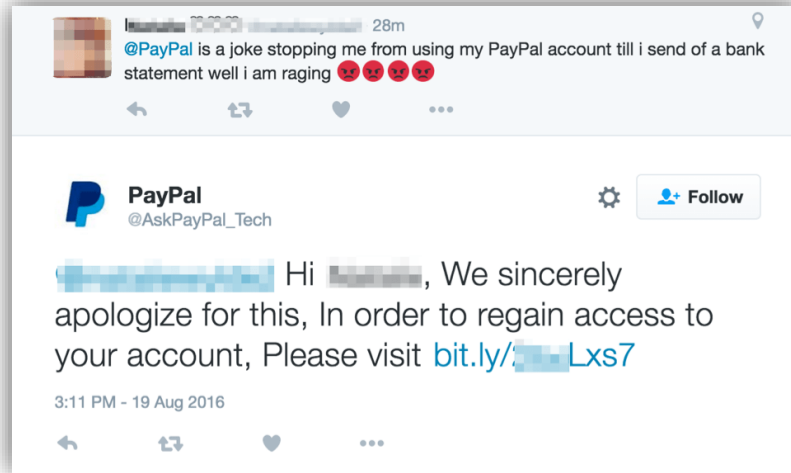 28m
@PayPal is a joke stopping me from using my PayPal account till i send of a bank
statement well i am raging 😡😡😡😡
PayPal
@AskPayPal_Tech
Follow
Hi , We sincerely
apologize for this, In order to regain access to
your account, Please visit bit.ly/ Lxs7
3:11 PM - 19 Aug 2016